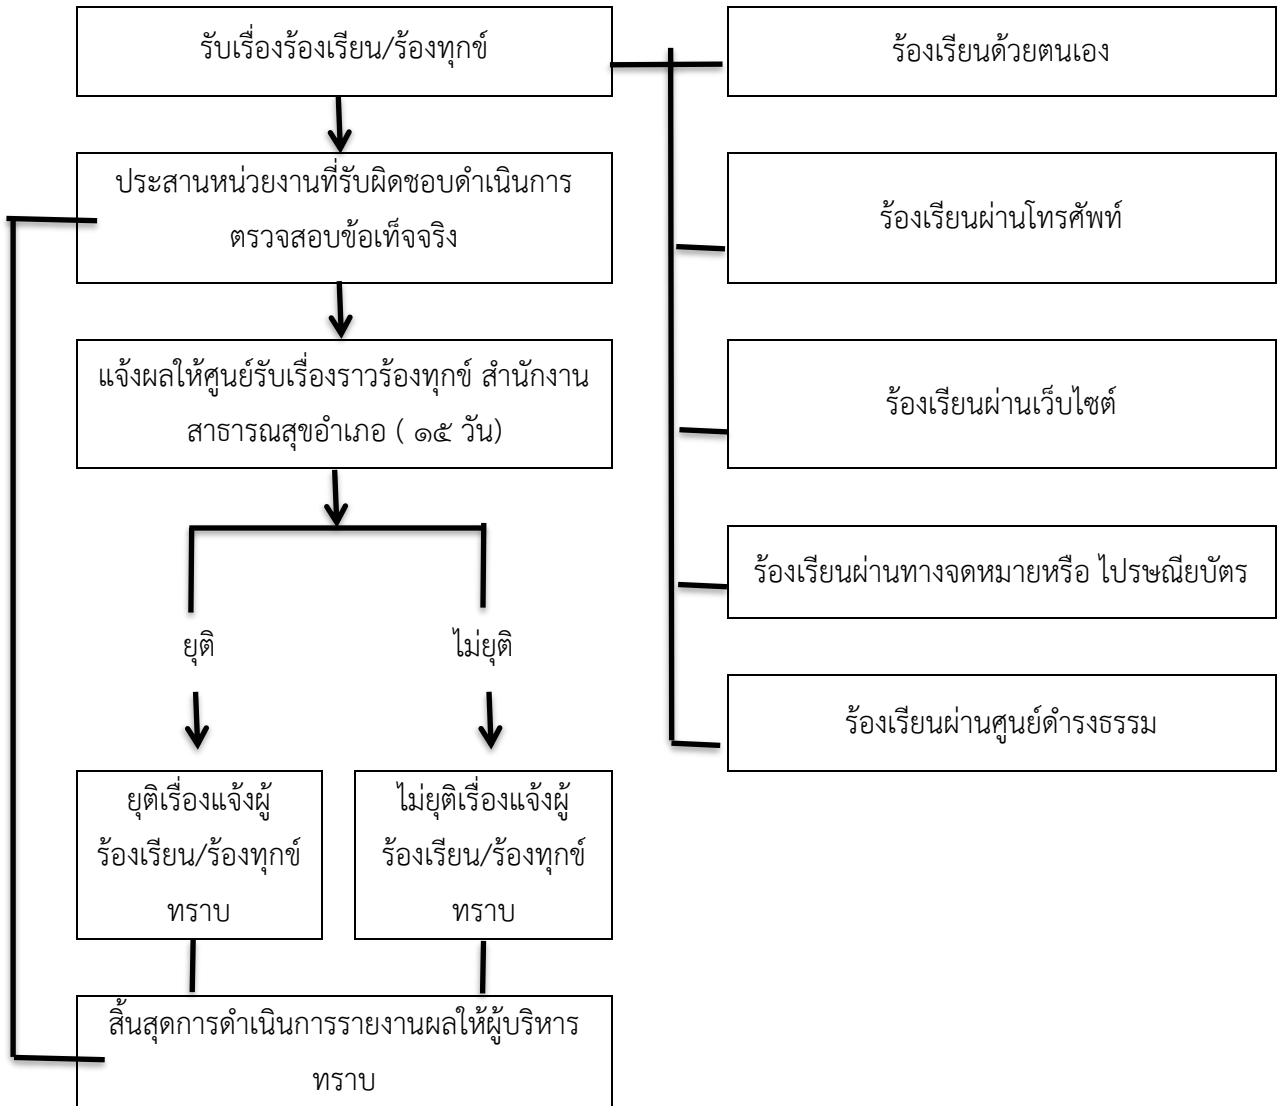 รับเรื่องร้องเรียน/ร้องทุกข์
ร้องเรียนด้วยตนเอง
ประสานหน่วยงานที่รับผิดชอบดำเนินการ
ตรวจสอบข้อเท็จจริง
ร้องเรียนผ่านโทรศัพท์
แจ้งผลให้ศูนย์รับเรื่องราวร้องทุกข์ สำนักงาน
สาธารณสุขอำเภอ ( ๑๕ วัน)
ร้องเรียนผ่านเว็บไซต์
ร้องเรียนผ่านทางจดหมายหรือ ไปรษณียบัตร
ยุติ
ไม่ยุติ
ร้องเรียนผ่านศูนย์ดำรงธรรม
ยุติเรื่องแจ้งผู้
ร้องเรียน/ร้องทุกข์
ทราบ
ไม่ยุติเรื่องแจ้งผู้
ร้องเรียน/ร้องทุกข์
ทราบ
สิ้นสุดการดำเนินการรายงานผลให้ผู้บริหาร
ทราบ